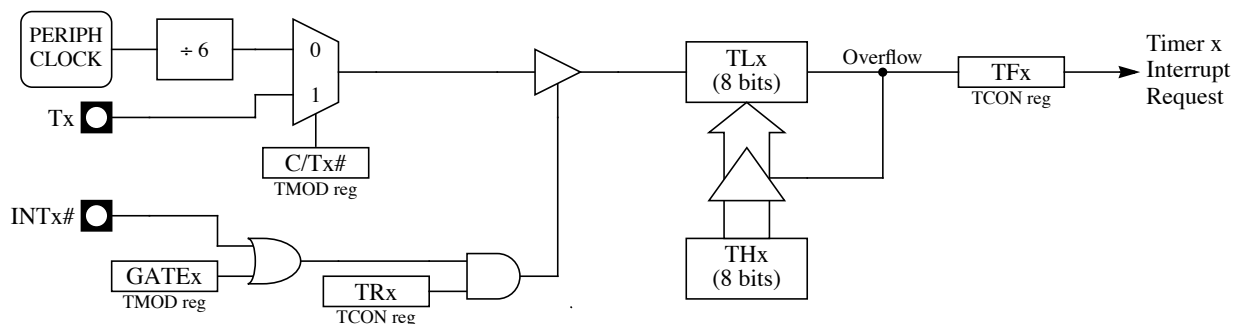 PERIPH
CLOCK
÷ 6
0
1
Tx
C/Tx#
TMOD reg
INTx#
GATEx
TMOD reg
TRx
TCON reg
TLx
(8 bits)
Overflow
TFx
TCON reg
Timer x
Interrupt
Request
THx
(8 bits)